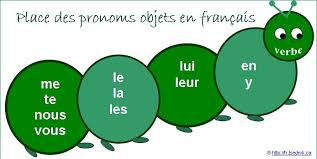 Place des pronoms objets en français
verbe
me
te
nous
vous
le
la
les
lui
leur
en
y